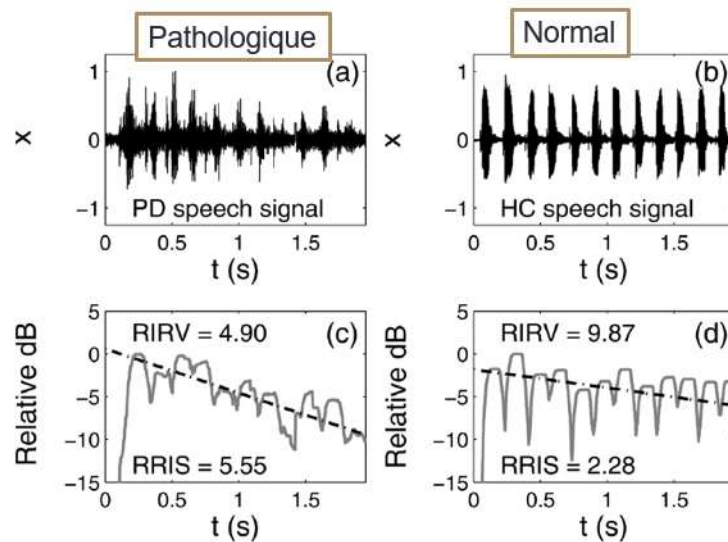 Pathologique
Normal
(a)
1
0
−1
x
PD speech signal
0 0.5 1 1.5
t (s)
(b)
1
0
−1
x
HC speech signal
0 0.5 1 1.5
t (s)
(c)
RIRV = 4.90
5
0
−5
−10
−15
Relative dB
RRIS = 5.55
0 0.5 1 1.5
t (s)
(d)
RIRV = 9.87
5
0
−5
−10
−15
Relative dB
RRIS = 2.28
0 0.5 1 1.5
t (s)